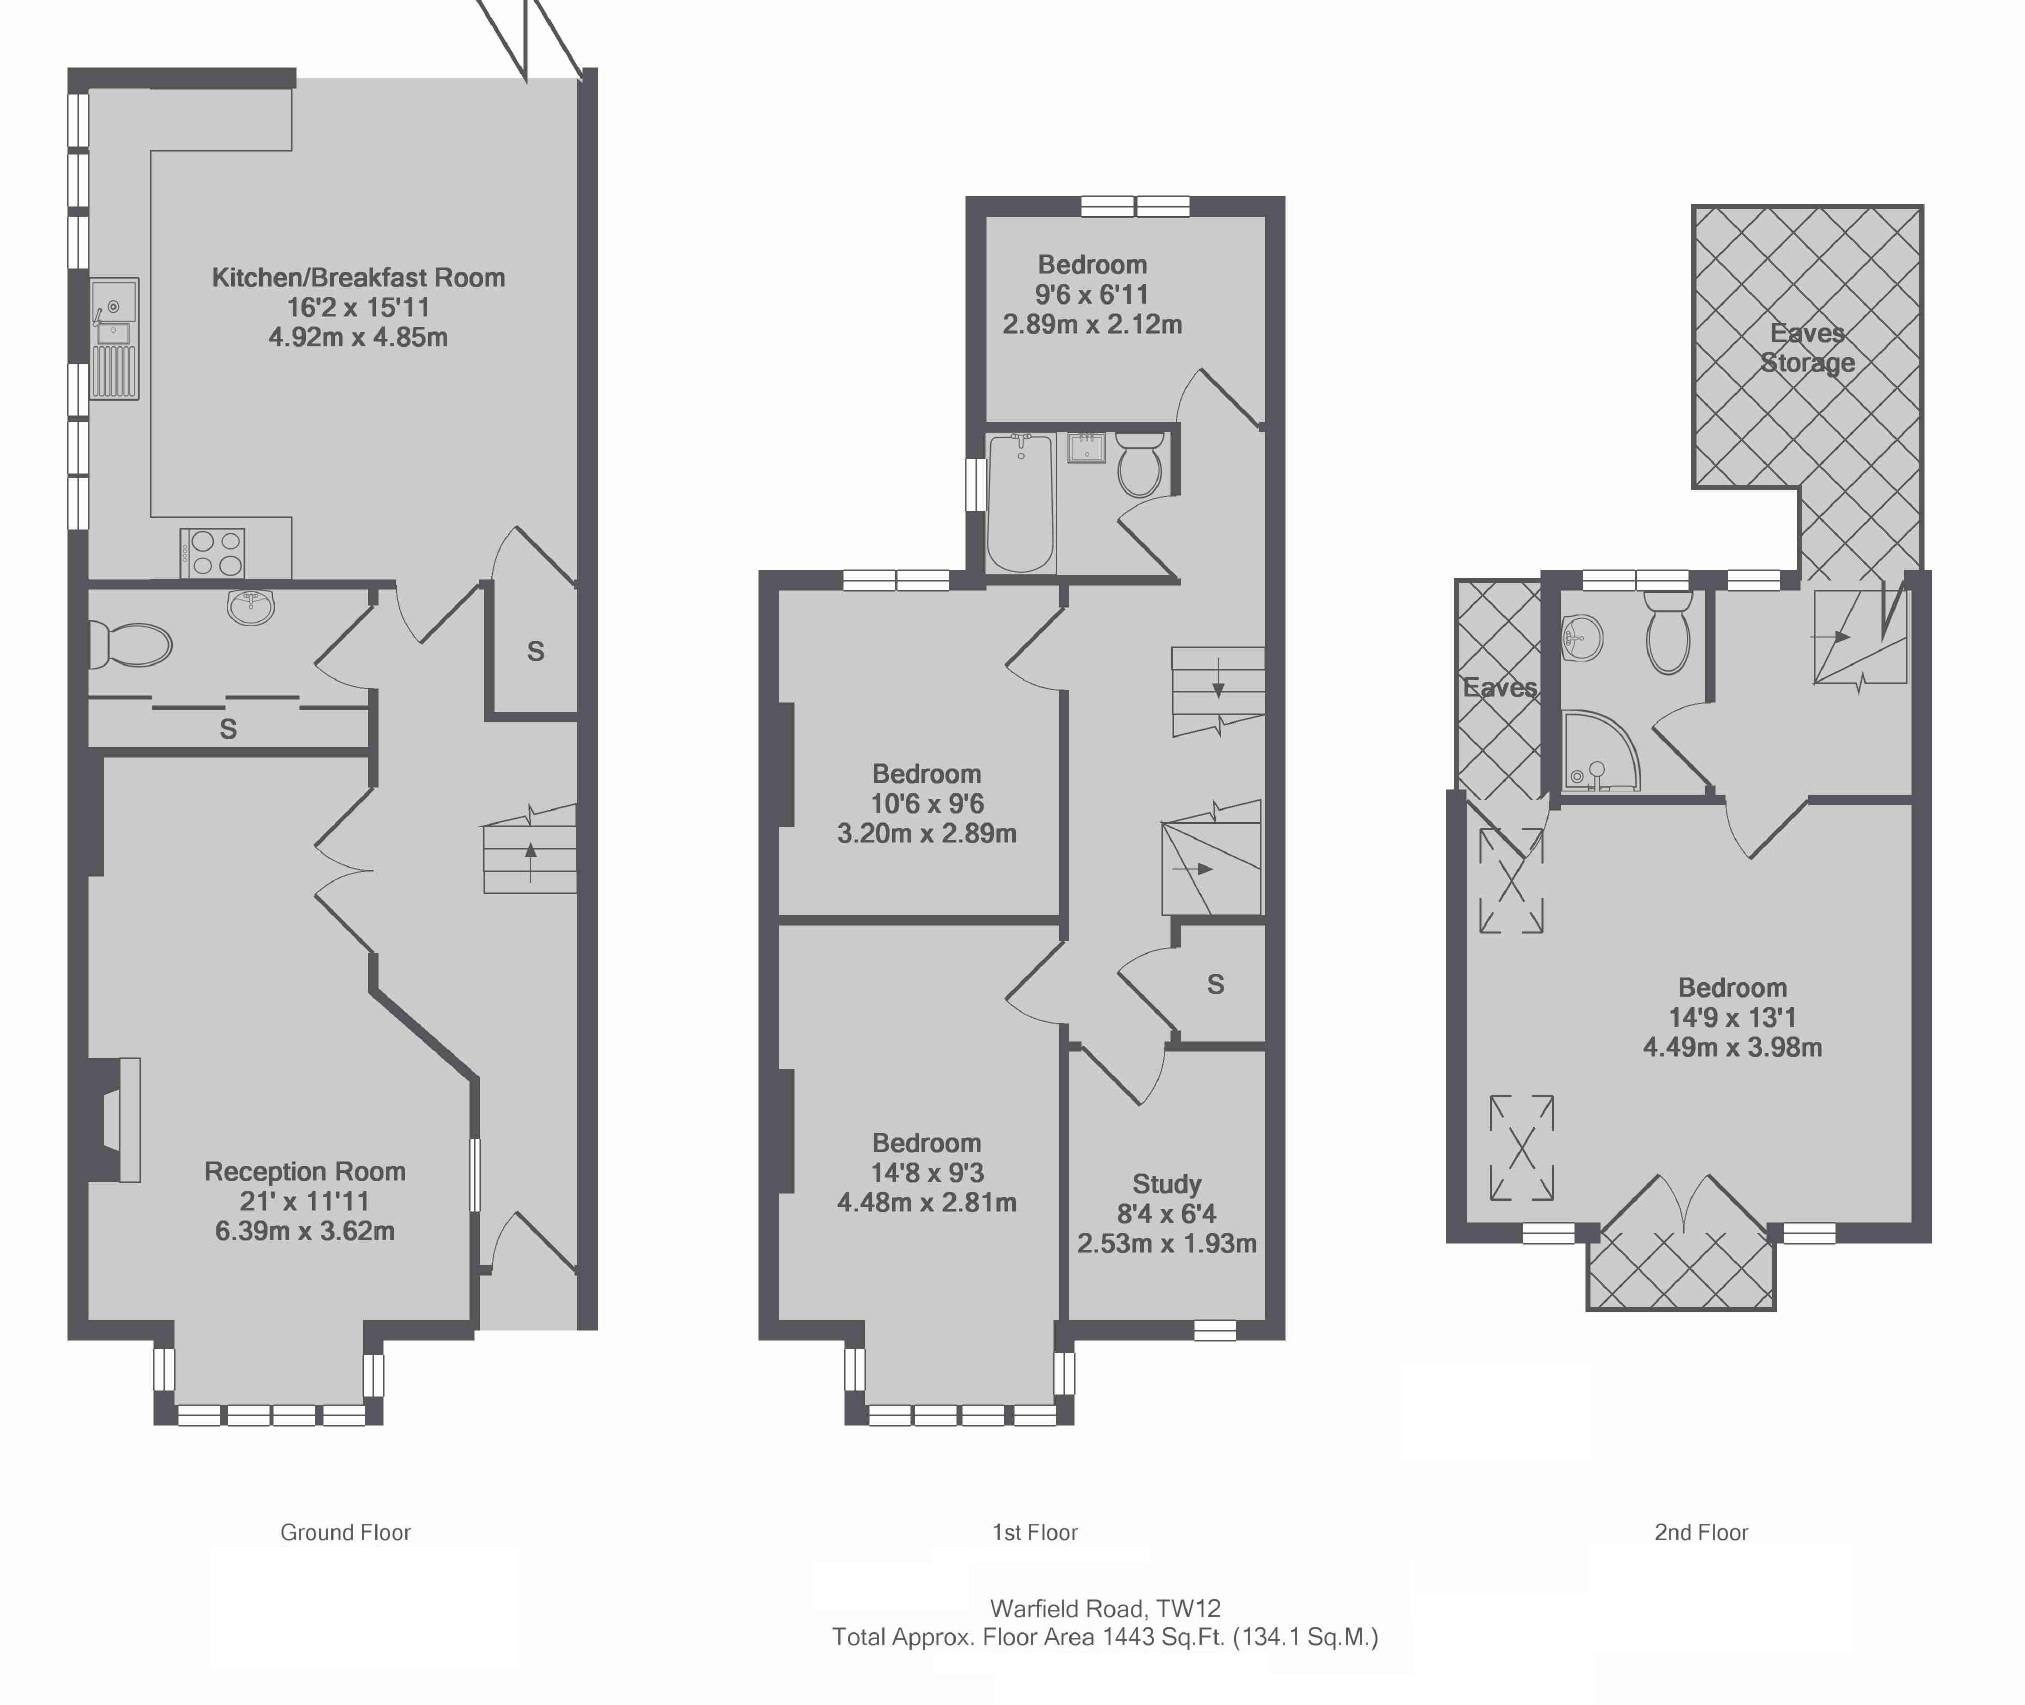 Kitchen/Breakfast Room
16'2 x 15'11
4.92m x 4.85m
S
S
Reception Room
21' x 11'11
6.39m x 3.62m
Ground Floor
Bedroom
9'6 x 6'11
2.89m x 2.12m
Bedroom
10'6 x 9'6
3.20m x 2.89m
S
Bedroom
14'8 x 9'3
4.48m x 2.81m
Study
8'4 x 6'4
2.53m x 1.93m
1st Floor
Eaves
Storage
Eaves
Bedroom
14'9 x 13'1
4.49m x 3.98m
2nd Floor
Warfield Road, TW12
Total Approx. Floor Area 1443 Sq.Ft. (134.1 Sq.M.)